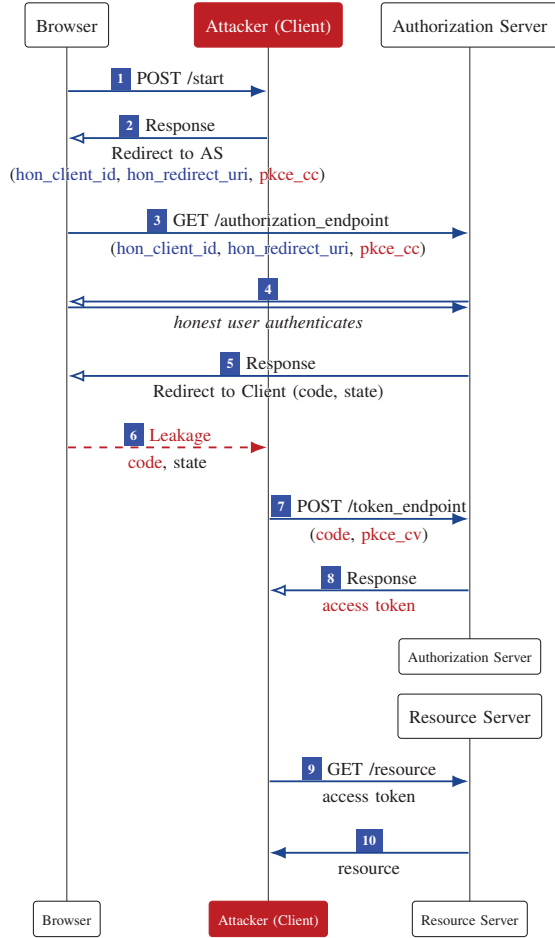 Browser
Attacker (Client)
Authorization Server
1 POST /start
2 Response
Redirect to AS
(hon_client_id, hon_redirect_uri, pkce_cc)
3 GET /authorization_endpoint
(hon_client_id, hon_redirect_uri, pkce_cc)
4
honest user authenticates
5 Response
Redirect to Client (code, state)
6 Leakage
code, state
7 POST /token_endpoint
(code, pkce_cv)
8 Response
access token
Authorization Server
Resource Server
9 GET /resource
access token
10
resource
Browser
Attacker (Client)
Resource Server